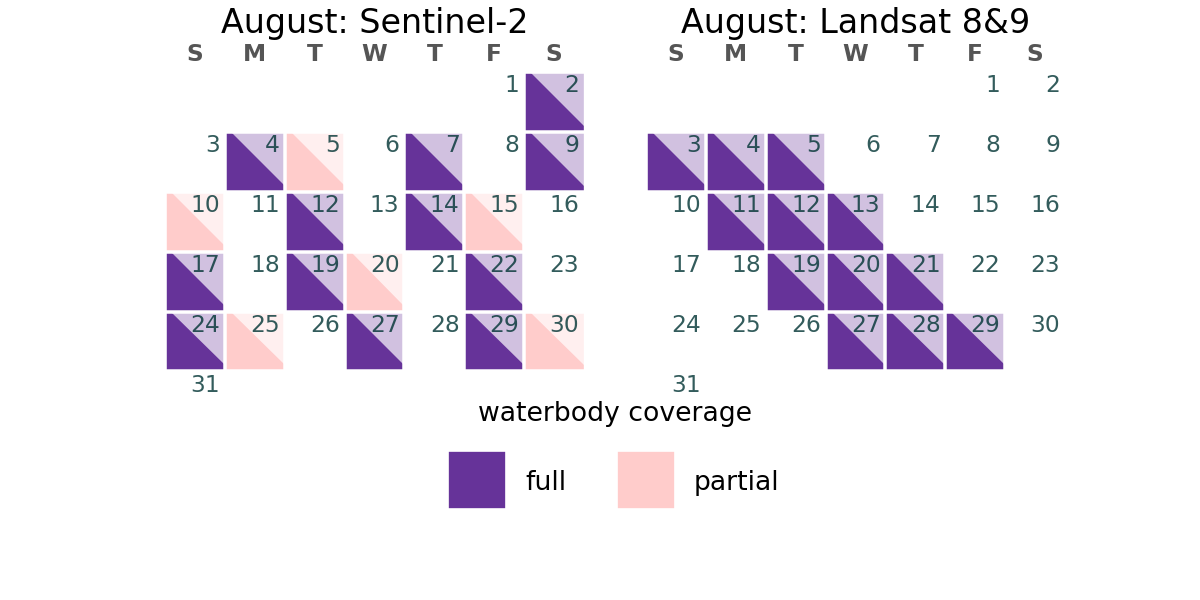 August: Sentinel-2
S M T W T F S
1 2
3 4 5 6 7 8 9
10 11 12 13 14 15 16
17 18 19 20 21 22 23
24 25 26 27 28 29 30
31
August: Landsat 8&9
S M T W T F S
1 2
3 4 5 6 7 8 9
10 11 12 13 14 15 16
17 18 19 20 21 22 23
24 25 26 27 28 29 30
31
waterbody coverage
full partial